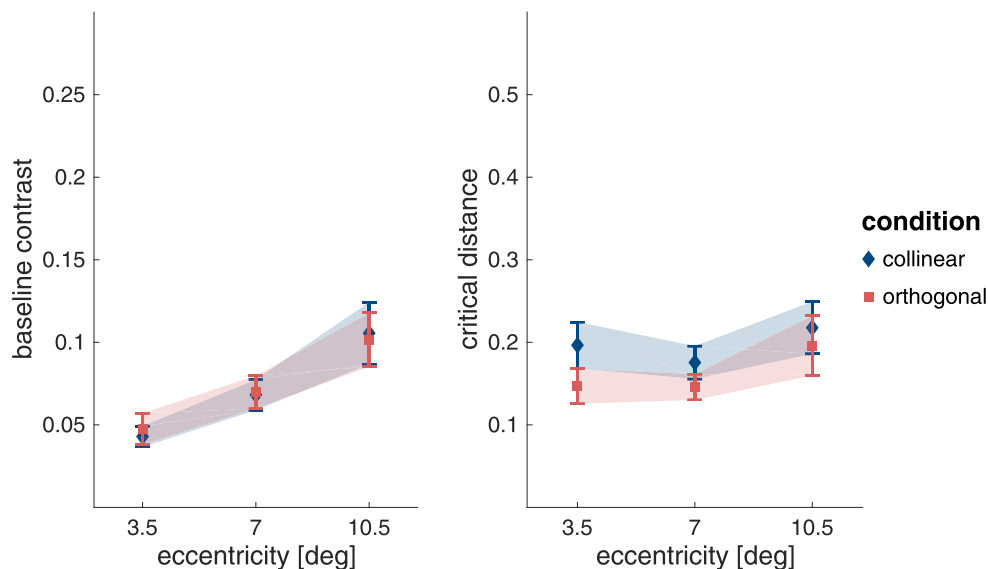 baseline contrast
0.25
0.2
0.15
0.1
0.05
3.5 7 10.5
eccentricity [deg]
critical distance
0.5
0.4
0.3
0.2
0.1
3.5 7 10.5
eccentricity [deg]
condition
collinear
orthogonal